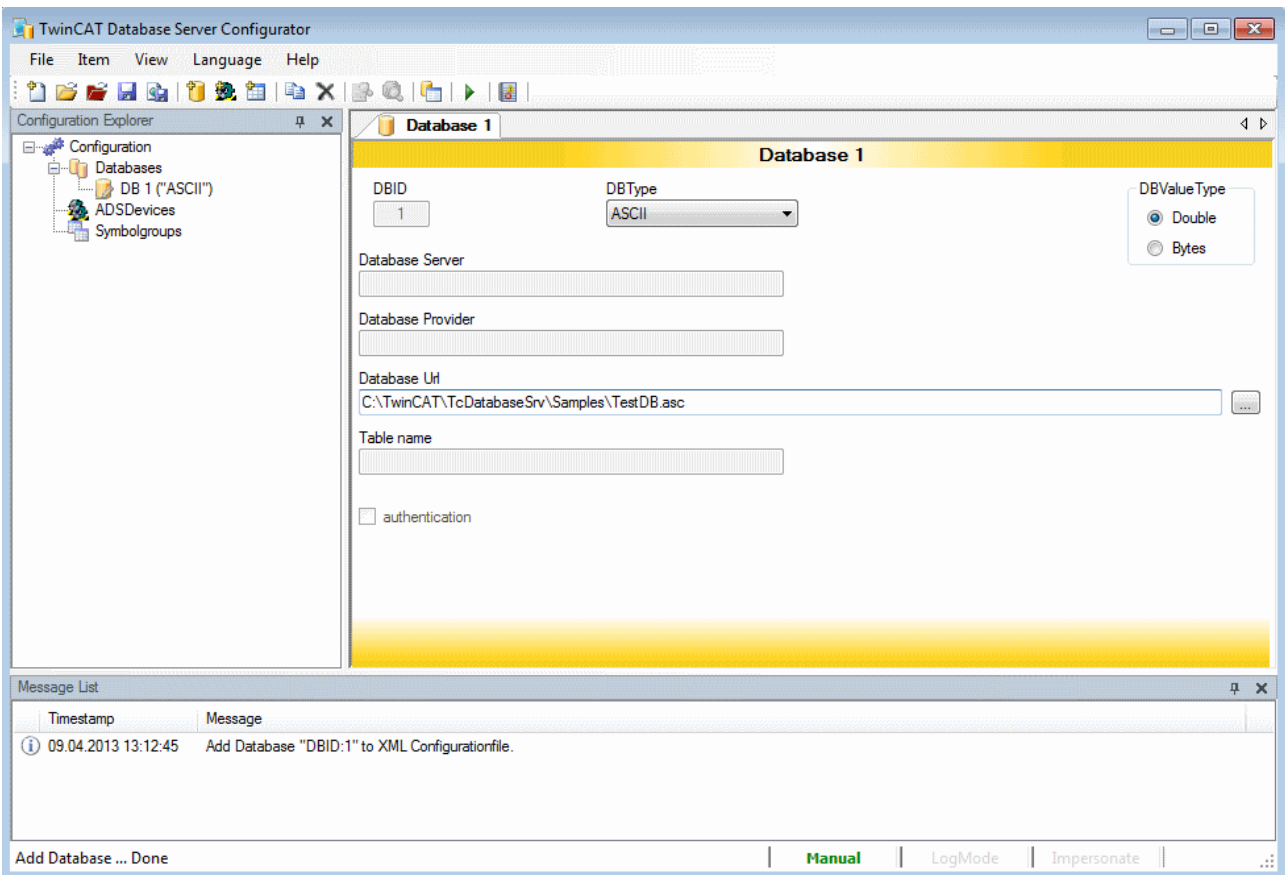 TwinCAT Database Server Configurator
File Item View Language Help
Configuration Explorer
Configuration
Databases
DB 1 ("ASCII")
ADSDevices
Symbolgroups
Database 1
Database 1
DBID
1
DBType
ASCII
DBValueType
Double
Bytes
Database Server
Database Provider
Database Url
C:\TwinCAT\TcDatabaseSrv\Samples\TestDB.asc
...
Table name
authentication
Message List
Timestamp Message
09.04.2013 13:12:45 Add Database "DBID:1" to XML Configurationfile.
Add Database ... Done Manual LogMode Impersonate